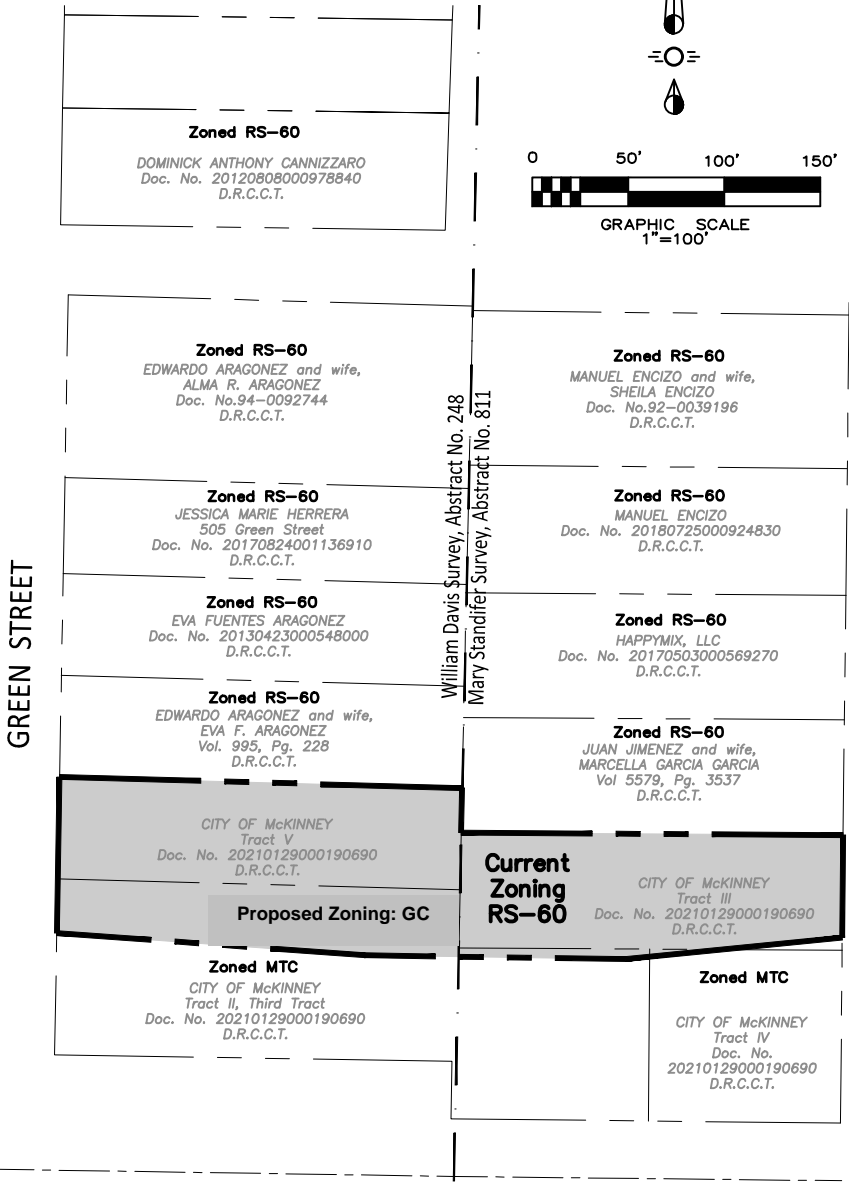 Zoned RS-60
DOMINICK ANTHONY CANNIZZARO
Doc. No. 20120808000978840
D.R.C.C.T.
0 50' 100' 150'
GRAPHIC SCALE
1"=100'
Zoned RS-60
EDWARDO ARAGONEZ and wife,
ALMA R. ARAGONEZ
Doc. No.94-0092744
D.R.C.C.T.
Zoned RS-60
MANUEL ENCIZO and wife,
SHEILA ENCIZO
Doc. No.92-0039196
D.R.C.C.T.
William Davis Survey, Abstract No. 248
Mary Standifer Survey, Abstract No. 811
Zoned RS-60
JESSICA MARIE HERRERA
505 Green Street
Doc. No. 20170824001136910
D.R.C.C.T.
Zoned RS-60
MANUEL ENCIZO
Doc. No. 20180725000924830
D.R.C.C.T.
GREEN STREET
Zoned RS-60
EVA FUENTES ARAGONEZ
Doc. No. 20130423000548000
D.R.C.C.T.
Zoned RS-60
HAPPYMIX, LLC
Doc. No. 20170503000569270
D.R.C.C.T.
Zoned RS-60
EDWARDO ARAGONEZ and wife,
EVA F. ARAGONEZ
Vol. 995, Pg. 228
D.R.C.C.T.
Zoned RS-60
JUAN JIMENEZ and wife,
MARCELLA GARCIA GARCIA
Vol 5579, Pg. 3537
D.R.C.C.T.
CITY OF McKINNEY
Tract V
Doc. No. 20210129000190690
D.R.C.C.T.
Proposed Zoning: GC
Current
Zoning
RS-60
CITY OF McKINNEY
Tract III
Doc. No. 20210129000190690
D.R.C.C.T.
Zoned MTC
CITY OF McKINNEY
Tract II, Third Tract
Doc. No. 20210129000190690
D.R.C.C.T.
Zoned MTC
CITY OF McKINNEY
Tract IV
Doc. No.
20210129000190690
D.R.C.C.T.